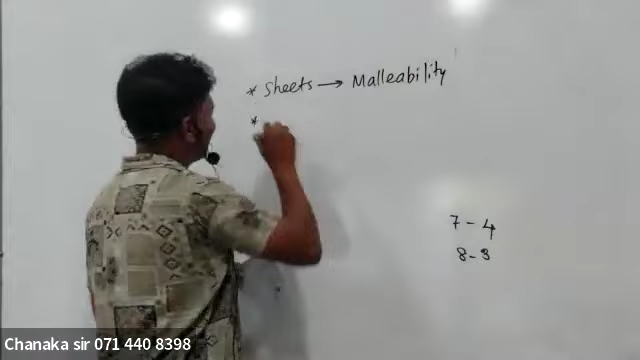 * Sheets → Malleability
*
7 - 4
8 - 3
Chanaka sir 071 440 8398